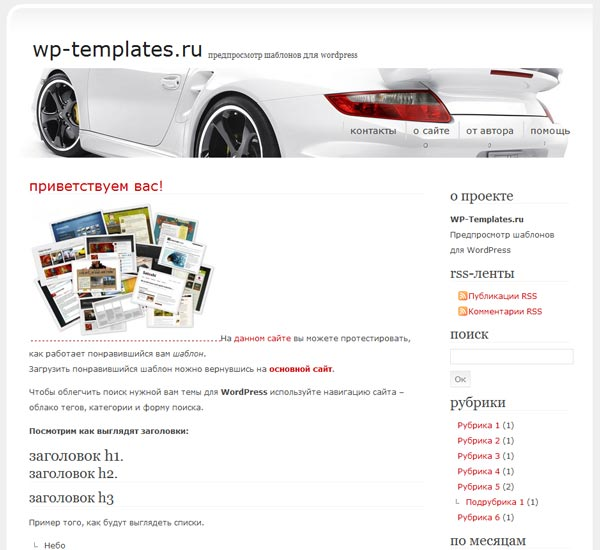 wp-templates.ru предпросмотр шаблонов для wordpress
контакты о сайте от автора помощь
приветствуем вас!
На данном сайте вы можете протестировать,
как работает понравившийся вам шаблон.
Загрузить понравившийся шаблон можно вернувшись на основной сайт.
Чтобы облегчить поиск нужной вам темы для WordPress используйте навигацию сайта –
облако тегов, категории и форму поиска.
Посмотрим как выглядят заголовки:
заголовок h1.
заголовок h2.
заголовок h3
Пример того, как будут выглядеть списки.
Небо
о проекте
WP-Templates.ru
Предпросмотр шаблонов
для WordPress
rss-ленты
Публикации RSS
Комментарии RSS
поиск
Ок
рубрики
Рубрика 1 (1)
Рубрика 2 (1)
Рубрика 3 (1)
Рубрика 4 (1)
Рубрика 5 (2)
Подрубрика 1 (1)
Рубрика 6 (1)
по месяцам